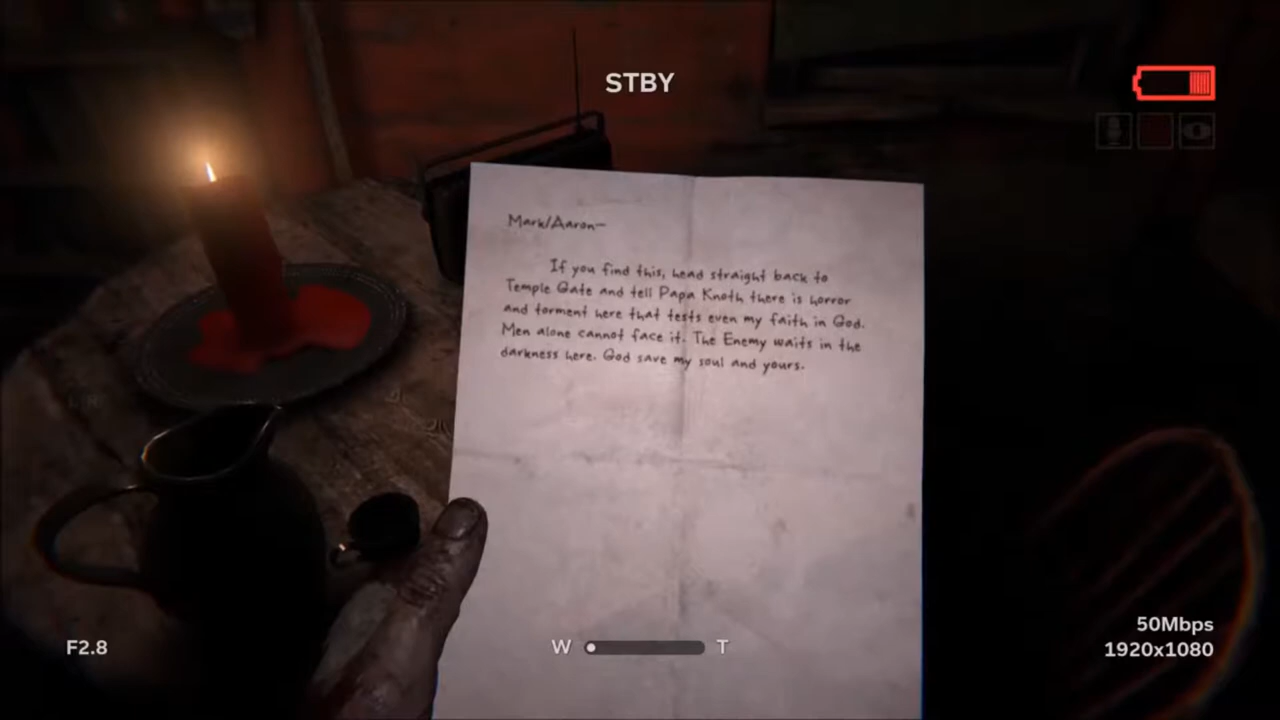 STBY
Mark/Aaron—
If you find this, head straight back to
Temple Gate and tell Papa Knoth there is horror
and torment here that tests even my faith in God.
Men alone cannot face it. The Enemy waits in the
darkness here. God save my soul and yours.
F2.8
W
T
50Mbps
1920x1080